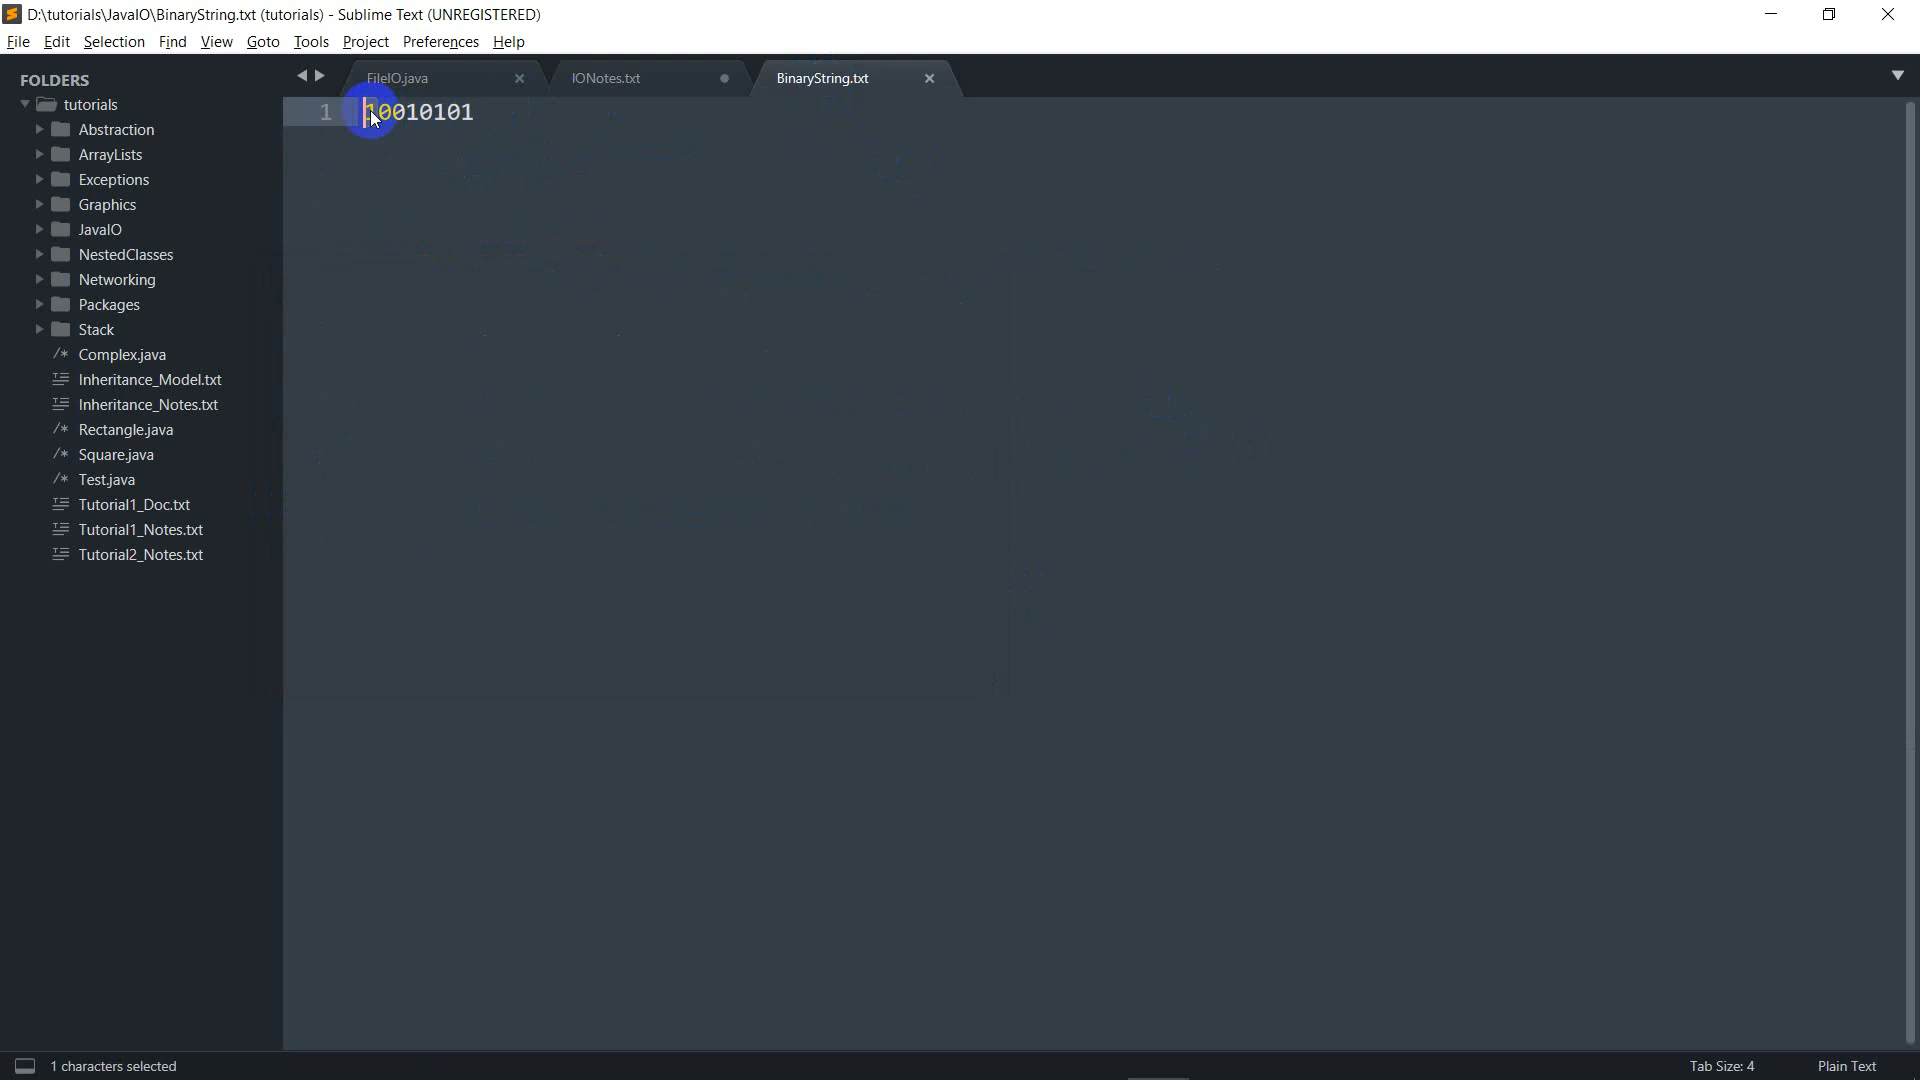 D:\tutorials\JavaIO\BinaryString.txt (tutorials) - Sublime Text (UNREGISTERED)
File Edit Selection Find View Goto Tools Project Preferences Help
FOLDERS
tutorials
Abstraction
ArrayLists
Exceptions
Graphics
JavaIO
NestedClasses
Networking
Packages
Stack
Complex.java
Inheritance_Model.txt
Inheritance_Notes.txt
Rectangle.java
Square.java
Test.java
Tutorial1_Doc.txt
Tutorial1_Notes.txt
Tutorial2_Notes.txt
FileIO.java IONotes.txt BinaryString.txt
1 10010101
1 characters selected Tab Size: 4 Plain Text